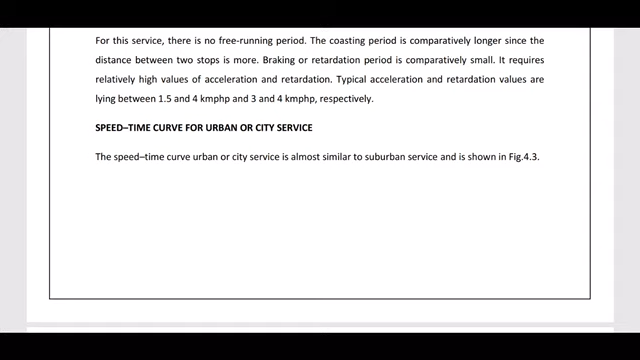 For this service, there is no free-running period. The coasting period is comparatively longer since the
distance between two stops is more. Braking or retardation period is comparatively small. It requires
relatively high values of acceleration and retardation. Typical acceleration and retardation values are
lying between 1.5 and 4 kmphp and 3 and 4 kmphp, respectively.
SPEED–TIME CURVE FOR URBAN OR CITY SERVICE
The speed–time curve urban or city service is almost similar to suburban service and is shown in Fig.4.3.